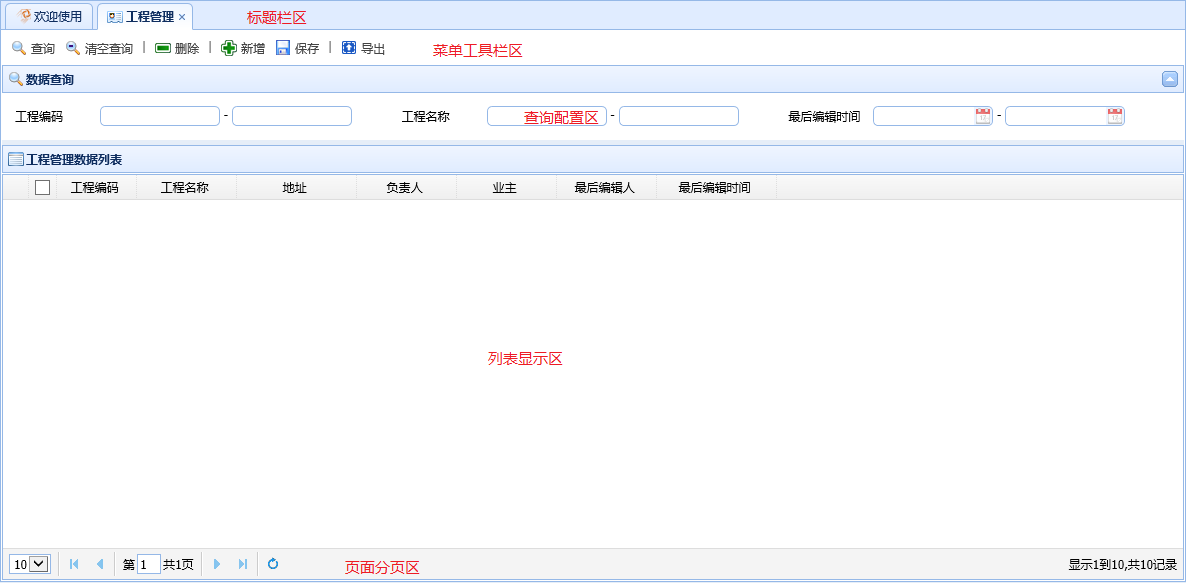 欢迎使用 工程管理 标题栏区
查询 清空查询 删除 新增 保存 导出 菜单工具栏区
数据查询
工程编码 - 工程名称 查询配置区 - 最后编辑时间 -
工程管理数据列表
工程编码 工程名称 地址 负责人 业主 最后编辑人 最后编辑时间
列表显示区
10 第 1 共1页 页面分页区 显示1到10,共10记录